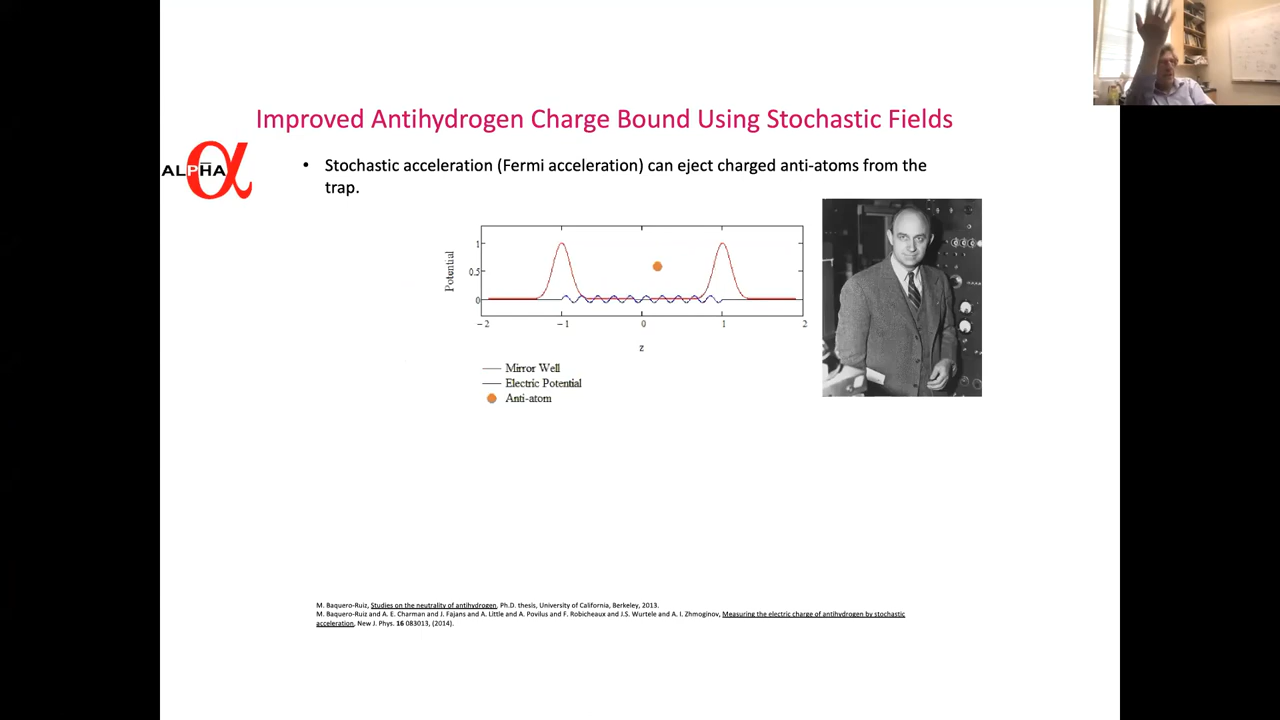 Improved Antihydrogen Charge Bound Using Stochastic Fields
ALPHA
• Stochastic acceleration (Fermi acceleration) can eject charged anti-atoms from the
trap.
Potential
1
0.5
0
−2
−1
0
1
2
z
Mirror Well
Electric Potential
Anti-atom
M. Baquero-Ruiz, Studies on the neutrality of antihydrogen, Ph.D. thesis, University of California, Berkeley, 2013.
M. Baquero-Ruiz and A. E. Charman and J. Fajans and A. Little and A. Povilus and F. Robicheaux and J.S. Wurtele and A. I. Zhmoginov, Measuring the electric charge of antihydrogen by stochastic
acceleration, New J. Phys. 16 083013, (2014).